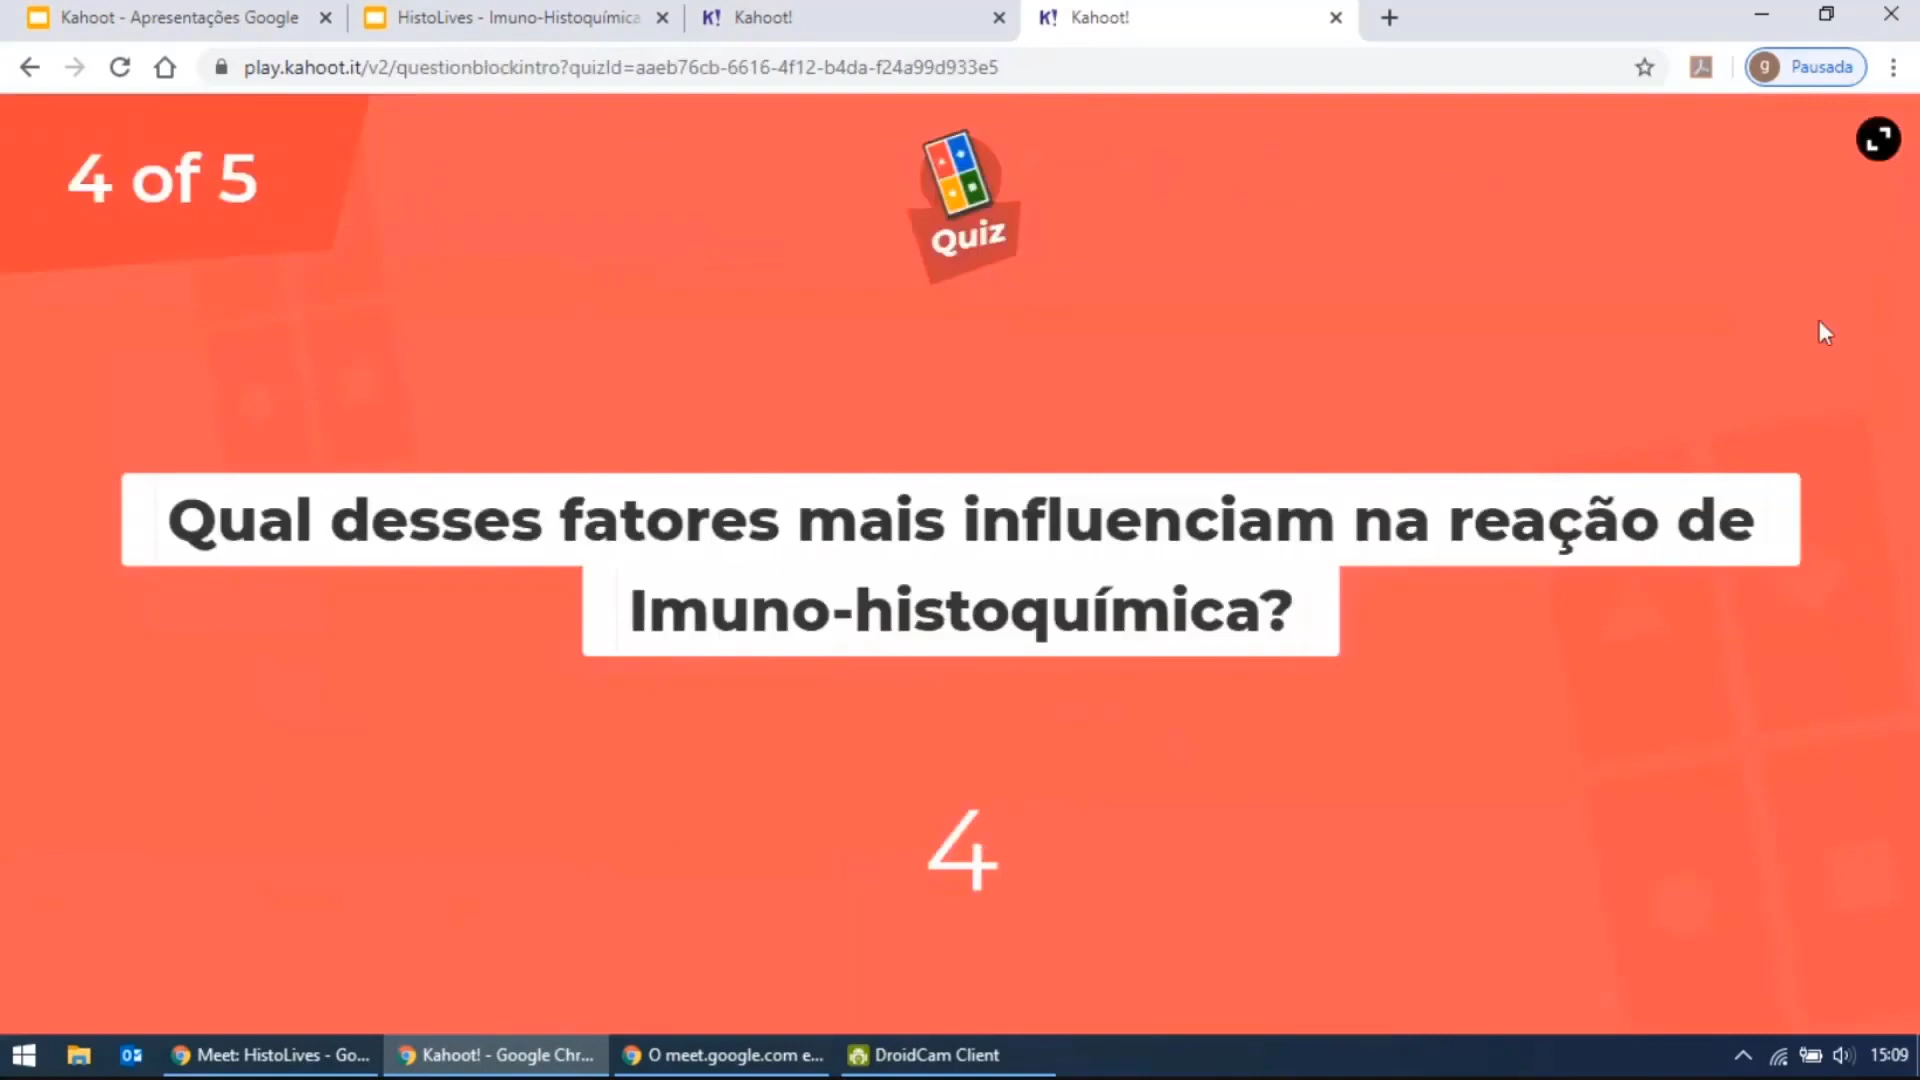 Kahoot - Apresentações Google
HistoLives - Imuno-Histoquímica
K! Kahoot!
K! Kahoot!
play.kahoot.it/v2/questionblockintro?quizId=aaeb76cb-6616-4f12-b4da-f24a99d933e5
g Pausada
4 of 5
Quiz
Qual desses fatores mais influenciam na reação de
Imuno-histoquímica?
4
Meet: HistoLives - Go...
Kahoot! - Google Chr...
O meet.google.com e...
DroidCam Client
15:09